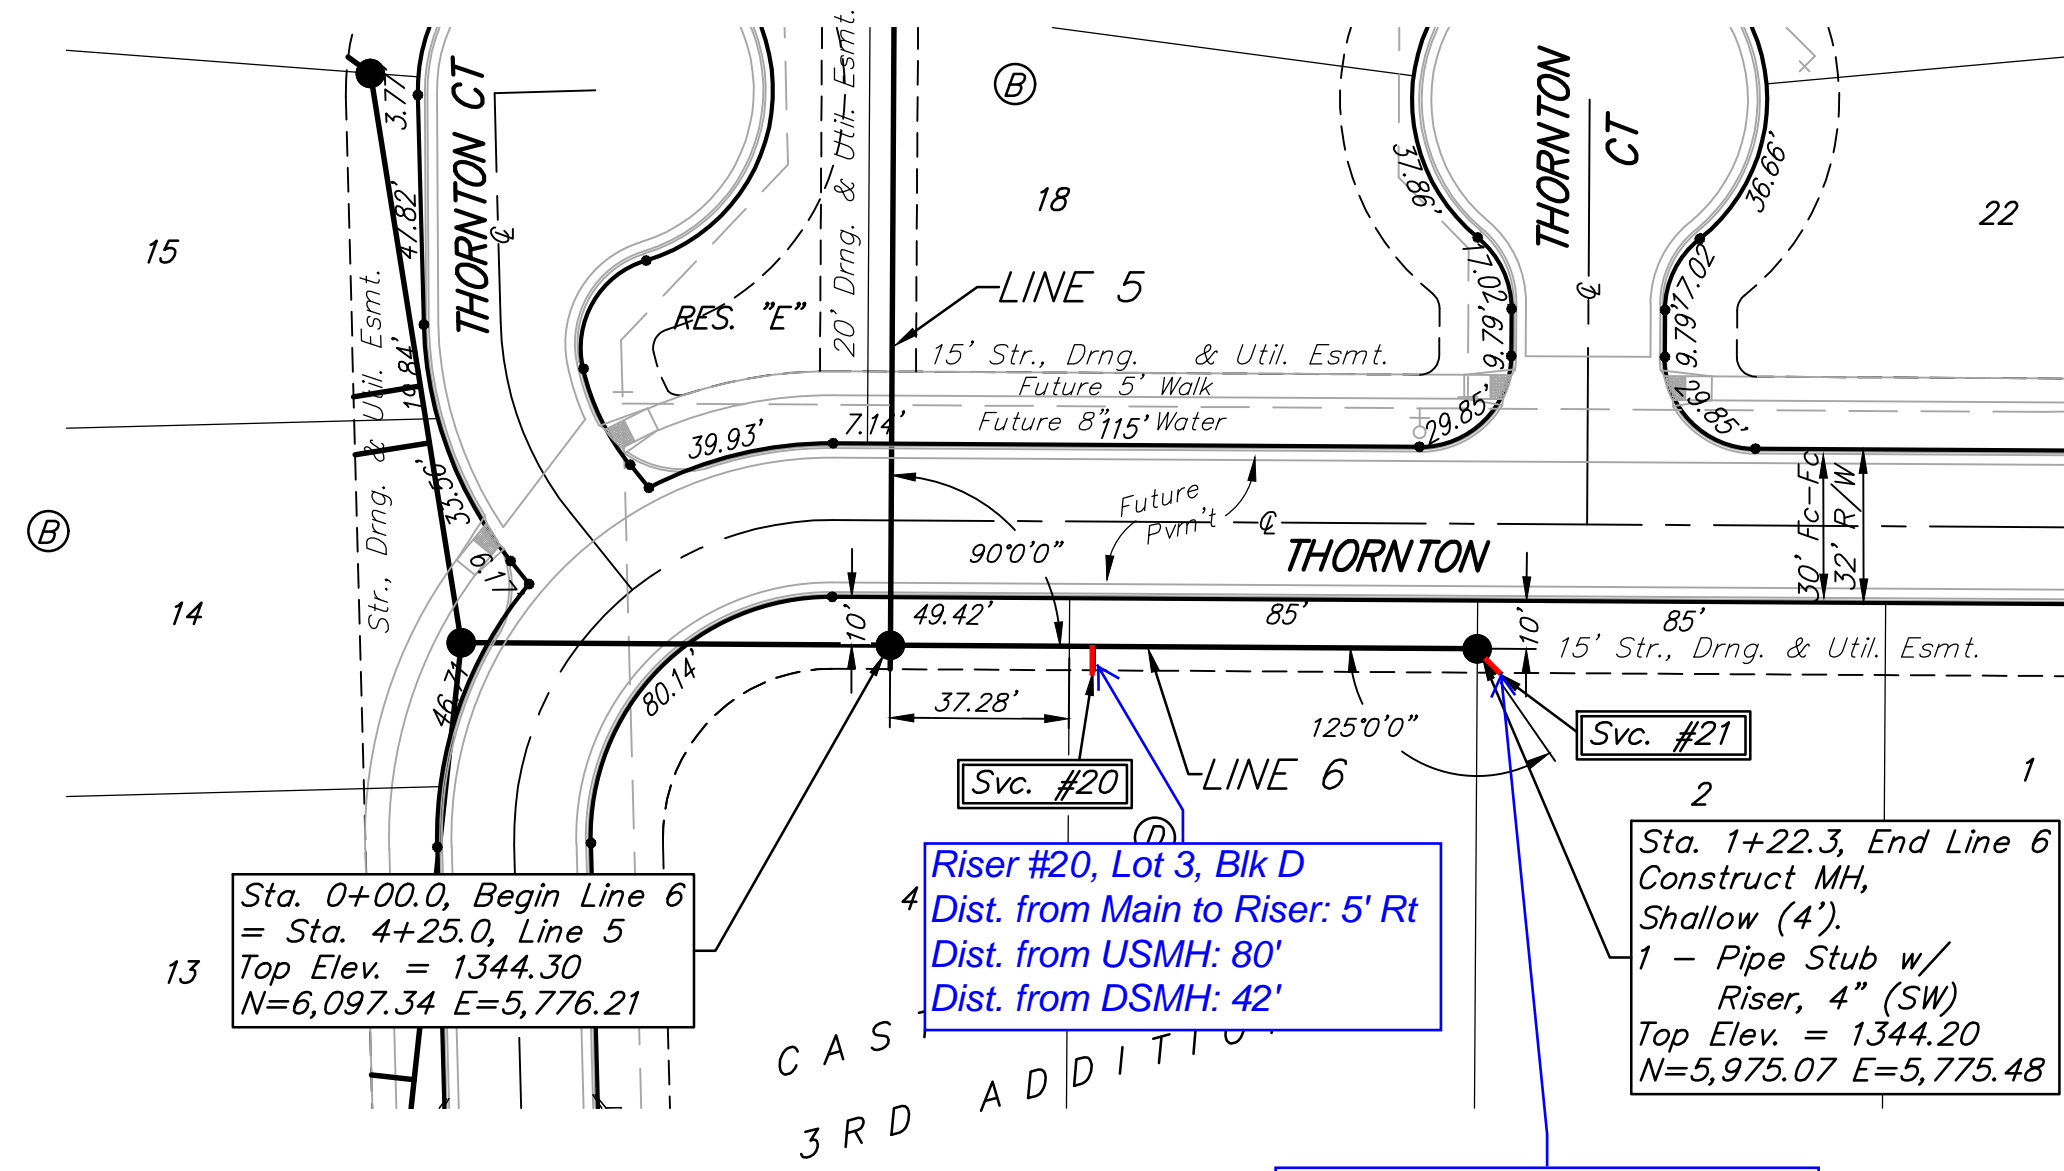 3.77'
THORNTON CT
℄
47.82'
19.84'
33.56'
9.17'
46.71'
Str., Drng. & Util. Esmt.
15
14
13
B
RES. "E"
20' Drng. & Util. Esmt.
B
18
LINE 5
15' Str., Drng. & Util. Esmt.
Future 5' Walk
Future 8" Water
115'
7.14'
39.93'
37.86'
17.02'
9.79'
29.85'
THORNTON
CT
℄
36.66'
17.02'
9.79'
29.85'
22
Future
Pvm't
℄
THORNTON
90°0'0"
30' Fc-Fc
32' R/W
10'
49.42'
85'
10'
85'
15' Str., Drng. & Util. Esmt.
80.14'
37.28'
125°0'0"
Svc. #21
Svc. #20
LINE 6
2
1
D
4
Riser #20, Lot 3, Blk D
Dist. from Main to Riser: 5' Rt
Dist. from USMH: 80'
Dist. from DSMH: 42'
Sta. 0+00.0, Begin Line 6
= Sta. 4+25.0, Line 5
Top Elev. = 1344.30
N=6,097.34 E=5,776.21
Sta. 1+22.3, End Line 6
Construct MH,
Shallow (4').
1 - Pipe Stub w/
Riser, 4" (SW)
Top Elev. = 1344.20
N=5,975.07 E=5,775.48
CAS
3RD ADDITIO